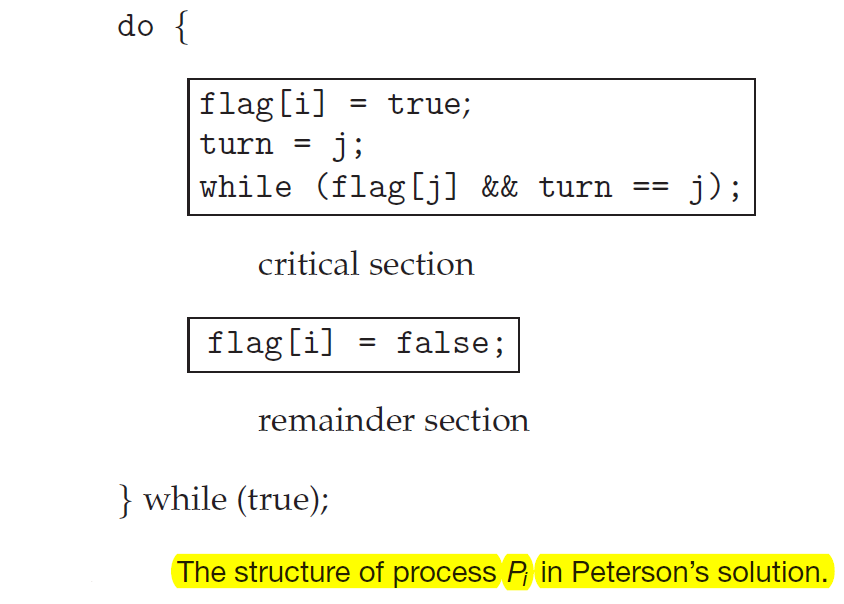 do {
flag[i] = true;
turn = j;
while (flag[j] && turn == j);
critical section
flag[i] = false;
remainder section
} while (true);
The structure of process Pi in Peterson's solution.